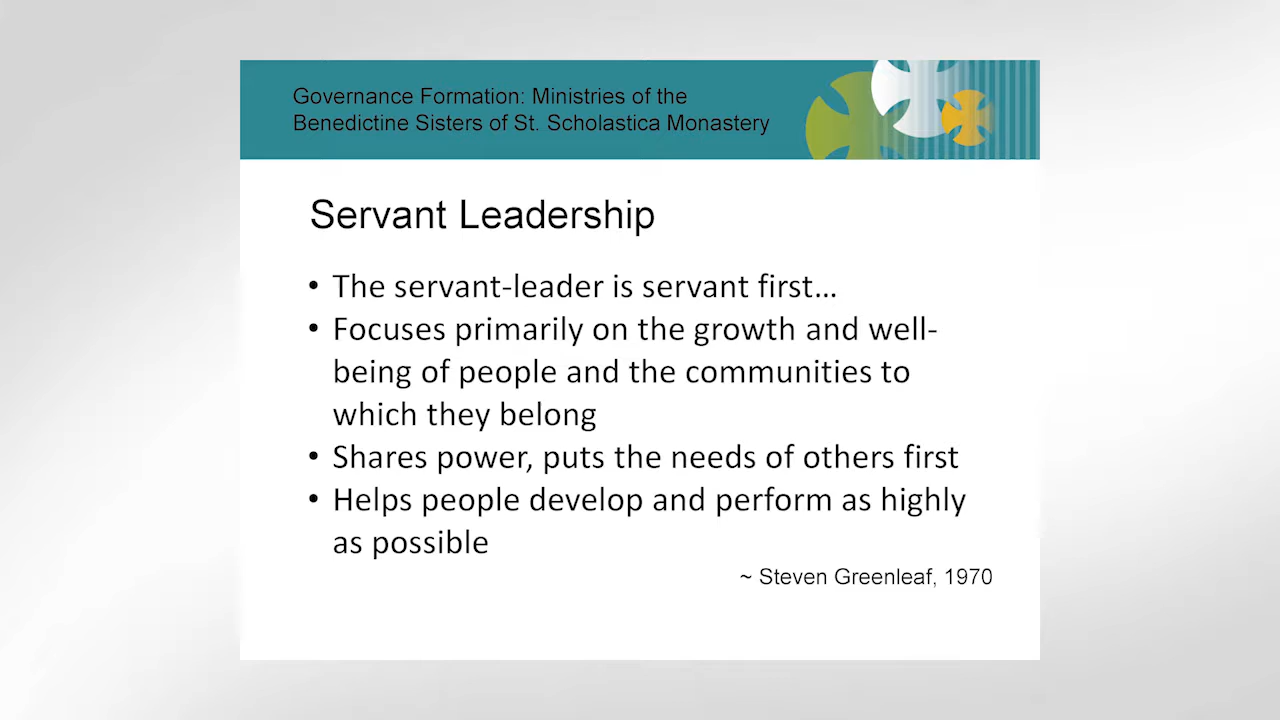 Governance Formation: Ministries of the
Benedictine Sisters of St. Scholastica Monastery
Servant Leadership
• The servant-leader is servant first…
• Focuses primarily on the growth and well-
being of people and the communities to
which they belong
• Shares power, puts the needs of others first
• Helps people develop and perform as highly
as possible
~ Steven Greenleaf, 1970